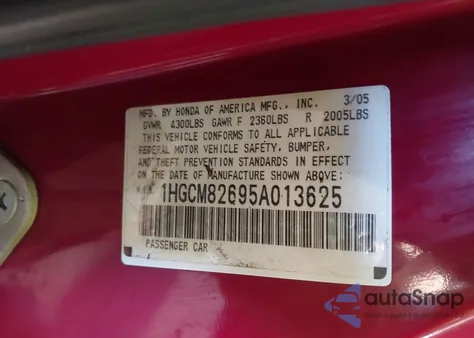 MFD. BY HONDA OF AMERICA MFG., INC. 3/05
GVWR 4300LBS GAWR F 2360LBS R 2005LBS
THIS VEHICLE CONFORMS TO ALL APPLICABLE
FEDERAL MOTOR VEHICLE SAFETY, BUMPER,
AND THEFT PREVENTION STANDARDS IN EFFECT
ON THE DATE OF MANUFACTURE SHOWN ABOVE:
1HGCM82695A013625
PASSENGER CAR
autoSnap